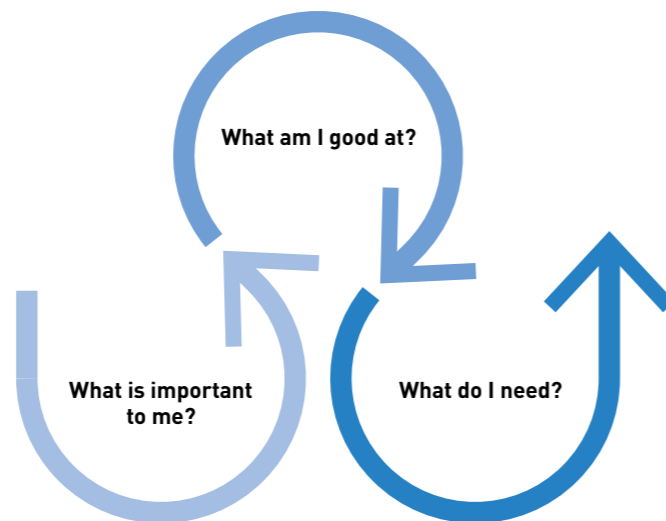 What am I good at?
What is important
to me?
What do I need?